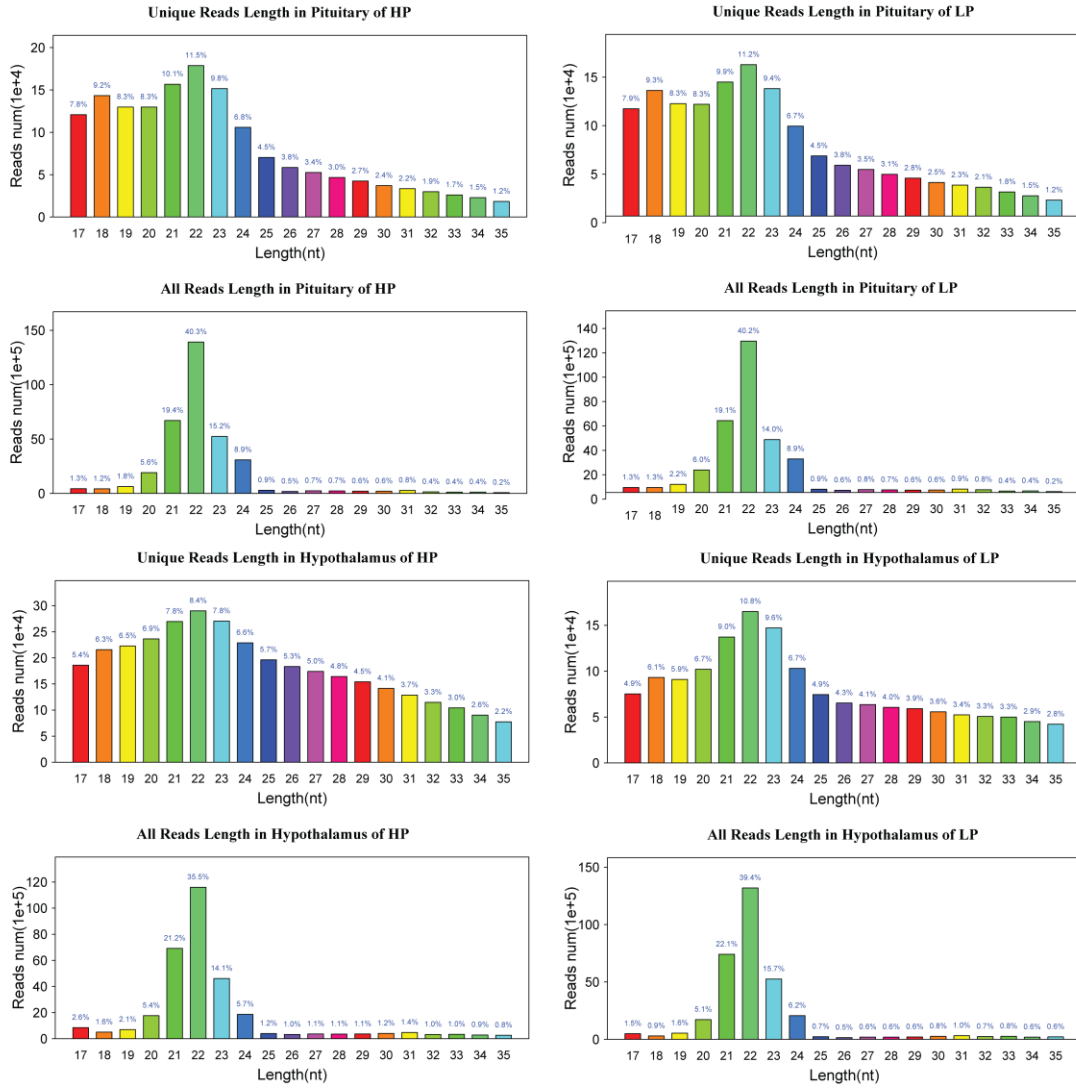 Unique Reads Length in Pituitary of HP
Reads num(1e+4)
20
15
10
5
0
7.8% 9.2% 8.3% 8.3% 10.1% 11.5% 9.8% 6.8% 4.5% 3.8% 3.4% 3.0% 2.7% 2.4% 2.2% 1.9% 1.7% 1.5% 1.2%
17 18 19 20 21 22 23 24 25 26 27 28 29 30 31 32 33 34 35
Length(nt)
Unique Reads Length in Pituitary of LP
Reads num(1e+4)
15
10
5
0
7.9% 9.3% 8.3% 8.3% 9.9% 11.2% 9.4% 6.7% 4.5% 3.8% 3.5% 3.1% 2.8% 2.5% 2.3% 2.1% 1.8% 1.5% 1.2%
17 18 19 20 21 22 23 24 25 26 27 28 29 30 31 32 33 34 35
Length(nt)
All Reads Length in Pituitary of HP
Reads num(1e+5)
150
100
50
0
1.3% 1.2% 1.8% 5.6% 19.4% 40.3% 15.2% 8.9% 0.9% 0.5% 0.7% 0.7% 0.6% 0.6% 0.8% 0.4% 0.4% 0.4% 0.2%
17 18 19 20 21 22 23 24 25 26 27 28 29 30 31 32 33 34 35
Length(nt)
All Reads Length in Pituitary of LP
Reads num(1e+5)
140
120
100
80
60
40
20
0
1.3% 1.3% 2.2% 6.0% 19.1% 40.2% 14.0% 8.9% 0.9% 0.6% 0.8% 0.7% 0.6% 0.6% 0.9% 0.8% 0.4% 0.4% 0.2%
17 18 19 20 21 22 23 24 25 26 27 28 29 30 31 32 33 34 35
Length(nt)
Unique Reads Length in Hypothalamus of HP
Reads num(1e+4)
30
25
20
15
10
5
0
5.4% 6.3% 6.5% 6.9% 7.8% 8.4% 7.8% 6.6% 5.7% 5.3% 5.0% 4.8% 4.5% 4.1% 3.7% 3.3% 3.0% 2.6% 2.2%
17 18 19 20 21 22 23 24 25 26 27 28 29 30 31 32 33 34 35
Length(nt)
Unique Reads Length in Hypothalamus of LP
Reads num(1e+4)
15
10
5
0
4.9% 6.1% 5.9% 6.7% 9.0% 10.8% 9.6% 6.7% 4.9% 4.3% 4.1% 4.0% 3.9% 3.6% 3.4% 3.3% 3.3% 2.9% 2.8%
17 18 19 20 21 22 23 24 25 26 27 28 29 30 31 32 33 34 35
Length(nt)
All Reads Length in Hypothalamus of HP
Reads num(1e+5)
120
100
80
60
40
20
0
2.6% 1.6% 2.1% 5.4% 21.2% 35.5% 14.1% 5.7% 1.2% 1.0% 1.1% 1.1% 1.1% 1.2% 1.4% 1.0% 1.0% 0.9% 0.8%
17 18 19 20 21 22 23 24 25 26 27 28 29 30 31 32 33 34 35
Length(nt)
All Reads Length in Hypothalamus of LP
Reads num(1e+5)
150
100
50
0
1.5% 0.9% 1.6% 5.1% 22.1% 39.4% 15.7% 6.2% 0.7% 0.5% 0.6% 0.6% 0.6% 0.8% 1.0% 0.7% 0.8% 0.6% 0.6%
17 18 19 20 21 22 23 24 25 26 27 28 29 30 31 32 33 34 35
Length(nt)